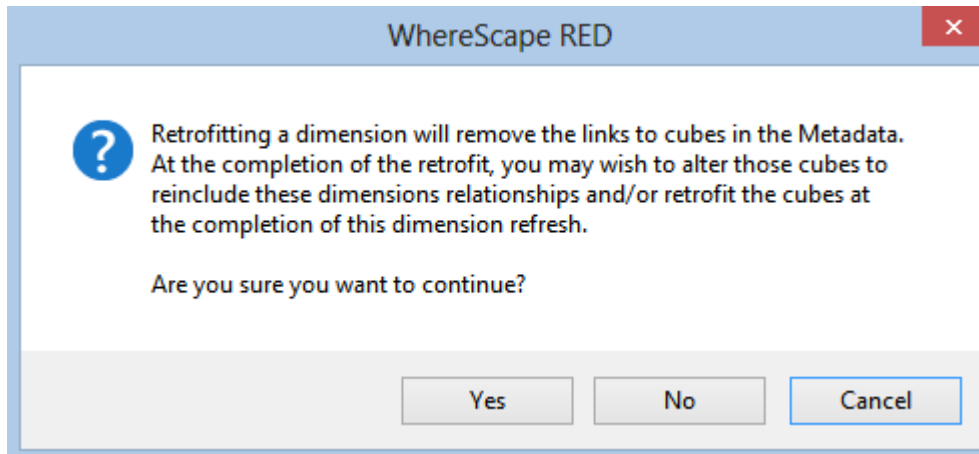 WhereScape RED
Retrofitting a dimension will remove the links to cubes in the Metadata.
At the completion of the retrofit, you may wish to alter those cubes to
reinclude these dimensions relationships and/or retrofit the cubes at
the completion of this dimension refresh.
Are you sure you want to continue?
Yes
No
Cancel